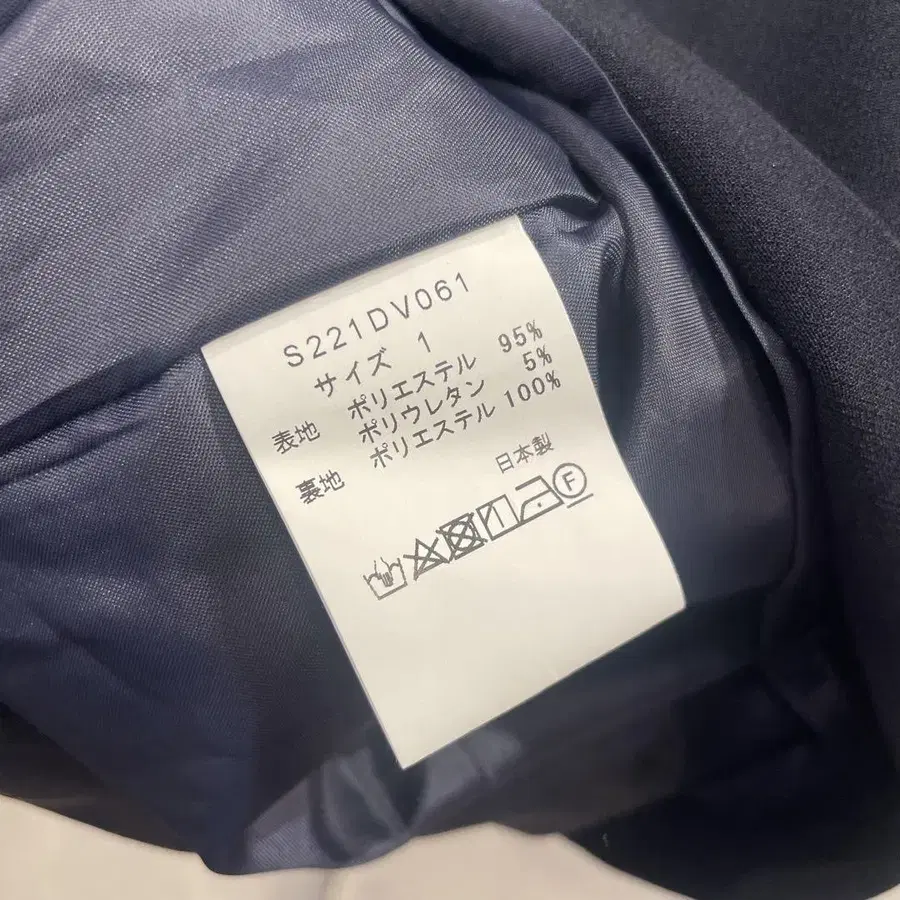 S221DV061
サイズ 1
表地 ポリエステル 95%
ポリウレタン 5%
裏地 ポリエステル 100%
日本製
F